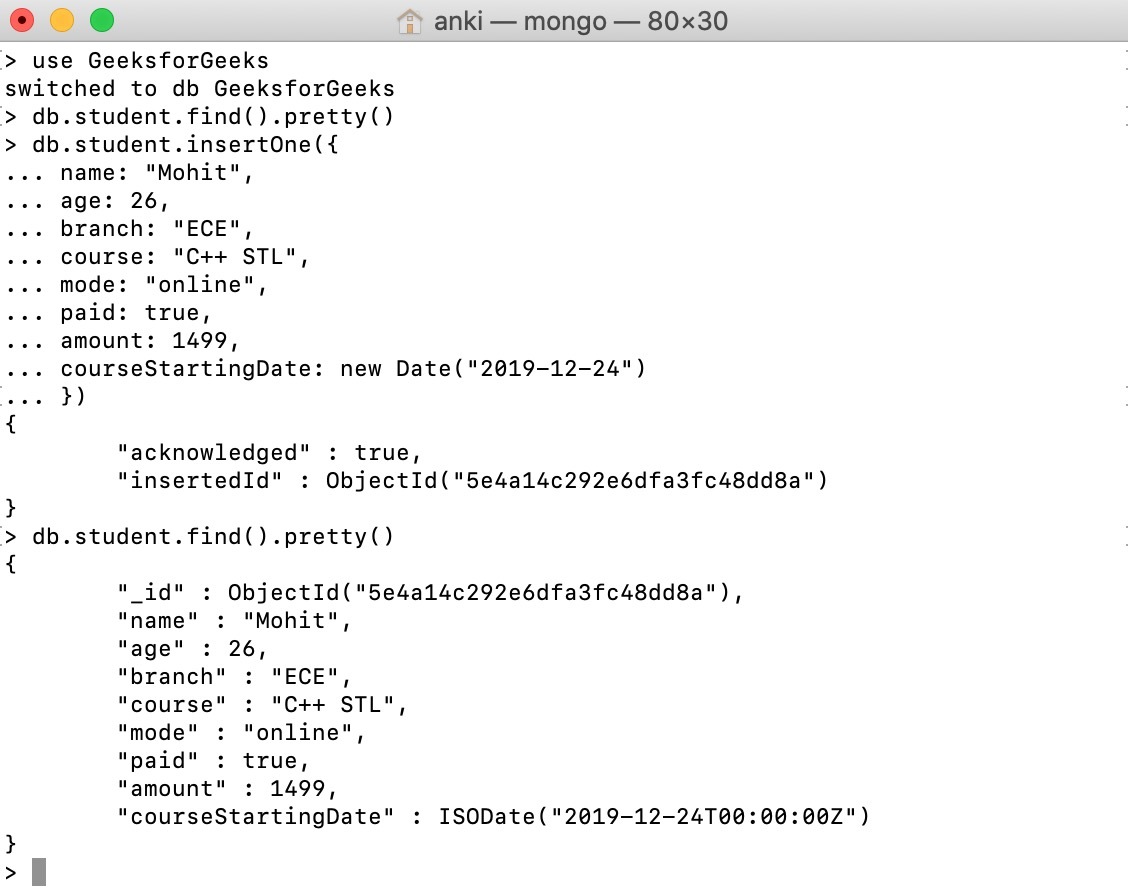 anki — mongo — 80×30
> use GeeksforGeeks
switched to db GeeksforGeeks
> db.student.find().pretty()
> db.student.insertOne({
... name: "Mohit",
... age: 26,
... branch: "ECE",
... course: "C++ STL",
... mode: "online",
... paid: true,
... amount: 1499,
... courseStartingDate: new Date("2019-12-24")
... })
{
        "acknowledged" : true,
        "insertedId" : ObjectId("5e4a14c292e6dfa3fc48dd8a")
}
> db.student.find().pretty()
{
        "_id" : ObjectId("5e4a14c292e6dfa3fc48dd8a"),
        "name" : "Mohit",
        "age" : 26,
        "branch" : "ECE",
        "course" : "C++ STL",
        "mode" : "online",
        "paid" : true,
        "amount" : 1499,
        "courseStartingDate" : ISODate("2019-12-24T00:00:00Z")
}
>